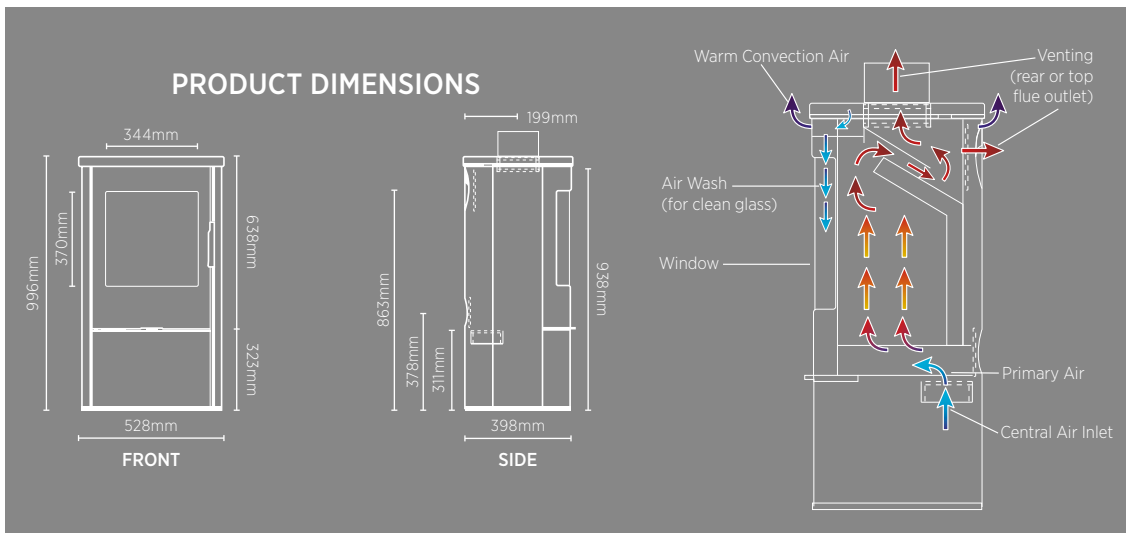 PRODUCT DIMENSIONS
344mm
996mm
370mm
638mm
323mm
528mm
FRONT
199mm
863mm
378mm
311mm
938mm
398mm
SIDE
Warm Convection Air
Venting
(rear or top
flue outlet)
Air Wash
(for clean glass)
Window
Primary Air
Central Air Inlet